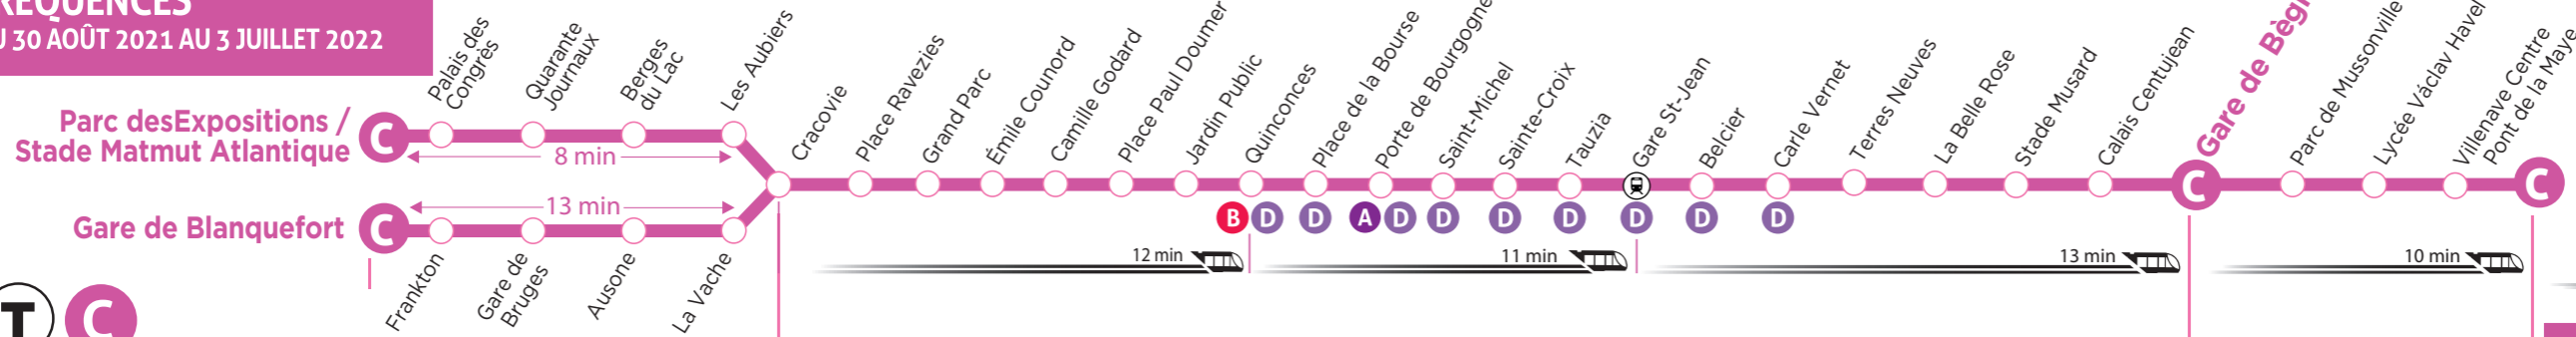 30 AOÛT 2021 AU 3 JUILLET 2022
Palais des
Congrès
Quarante
Journaux
Berges
du Lac
Les Aubiers
Cracovie
Place Ravezies
Grand Parc
Émile Counord
Camille Godard
Place Paul Doumer
Jardin Public
Quinconces
Place de la Bourse
Porte de Bourgogne
Saint-Michel
Sainte-Croix
Tauzia
Gare St-Jean
Belcier
Carle Vernet
Terres Neuves
La Belle Rose
Stade Musard
Calais Centujean
Gare de
Parc de Mussonville
Lycée Václav Havel
Villenave Centre
Pont de la Maye
Parc desExpositions /
Stade Matmut Atlantique
C
8 min
13 min
Gare de Blanquefort
C
C
C
B D D A D D D D D D D
12 min
11 min
13 min
10 min
Frankton
Gare de
Bruges
Ausone
La Vache
T C